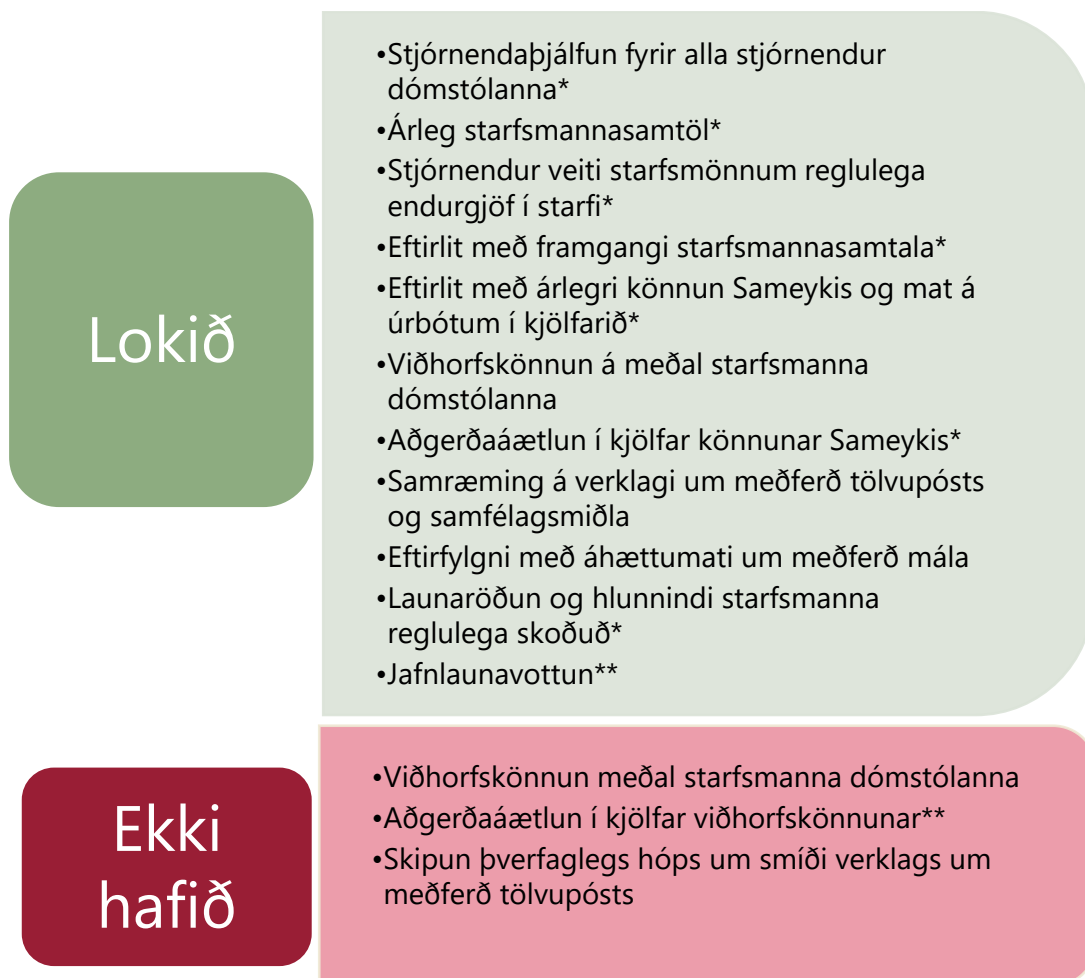 Lokið
•Stjórnendaþjálfun fyrir alla stjórnendur
dómstólanna*
•Árleg starfsmannasamtöl*
•Stjórnendur veiti starfsmönnum reglulega
endurgjöf í starfi*
•Eftirlit með framgangi starfsmannasamtala*
•Eftirlit með árlegri könnun Sameykis og mat á
úrbótum í kjölfarið*
•Viðhorfskönnun á meðal starfsmanna
dómstólanna
•Aðgerðaáætlun í kjölfar könnunar Sameykis*
•Samræming á verklagi um meðferð tölvupósts
og samfélagsmiðla
•Eftirfylgni með áhættumati um meðferð mála
•Launaröðun og hlunnindi starfsmanna
reglulega skoðuð*
•Jafnlaunavottun**
Ekki
hafið
•Viðhorfskönnun meðal starfsmanna dómstólanna
•Aðgerðaáætlun í kjölfar viðhorfskönnunar**
•Skipun þverfaglegs hóps um smíði verklags um
meðferð tölvupósts